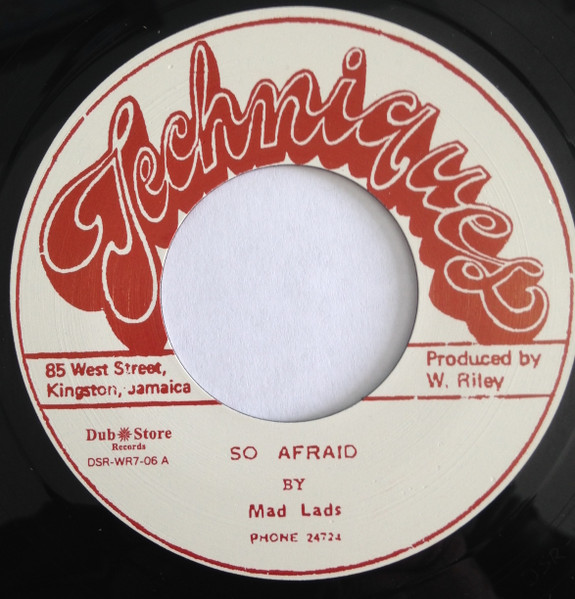 Techniques
85 West Street,
Kingston, Jamaica
Produced by
W. Riley
Dub Store
Records
DSR-WR7-06 A
SO AFRAID
BY
Mad Lads
PHONE 24724